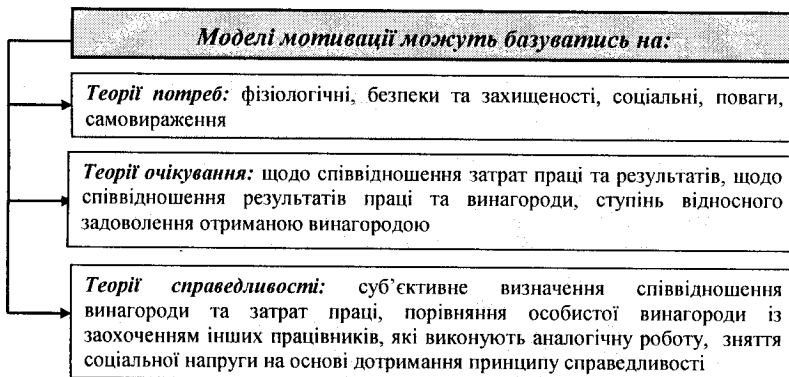 Моделі мотивації можуть базуватись на:
Теорії потреб: фізіологічні, безпеки та захищеності, соціальні, поваги,
самовираження
Теорії очікування: щодо співвідношення затрат праці та результатів, щодо
співвідношення результатів праці та винагороди, ступінь відносного
задоволення отриманою винагородою
Теорії справедливості: суб’єктивне визначення співвідношення
винагороди та затрат праці, порівняння особистої винагороди із
заохоченням інших працівників, які виконують аналогічну роботу, зняття
соціальної напруги на основі дотримання принципу справедливості